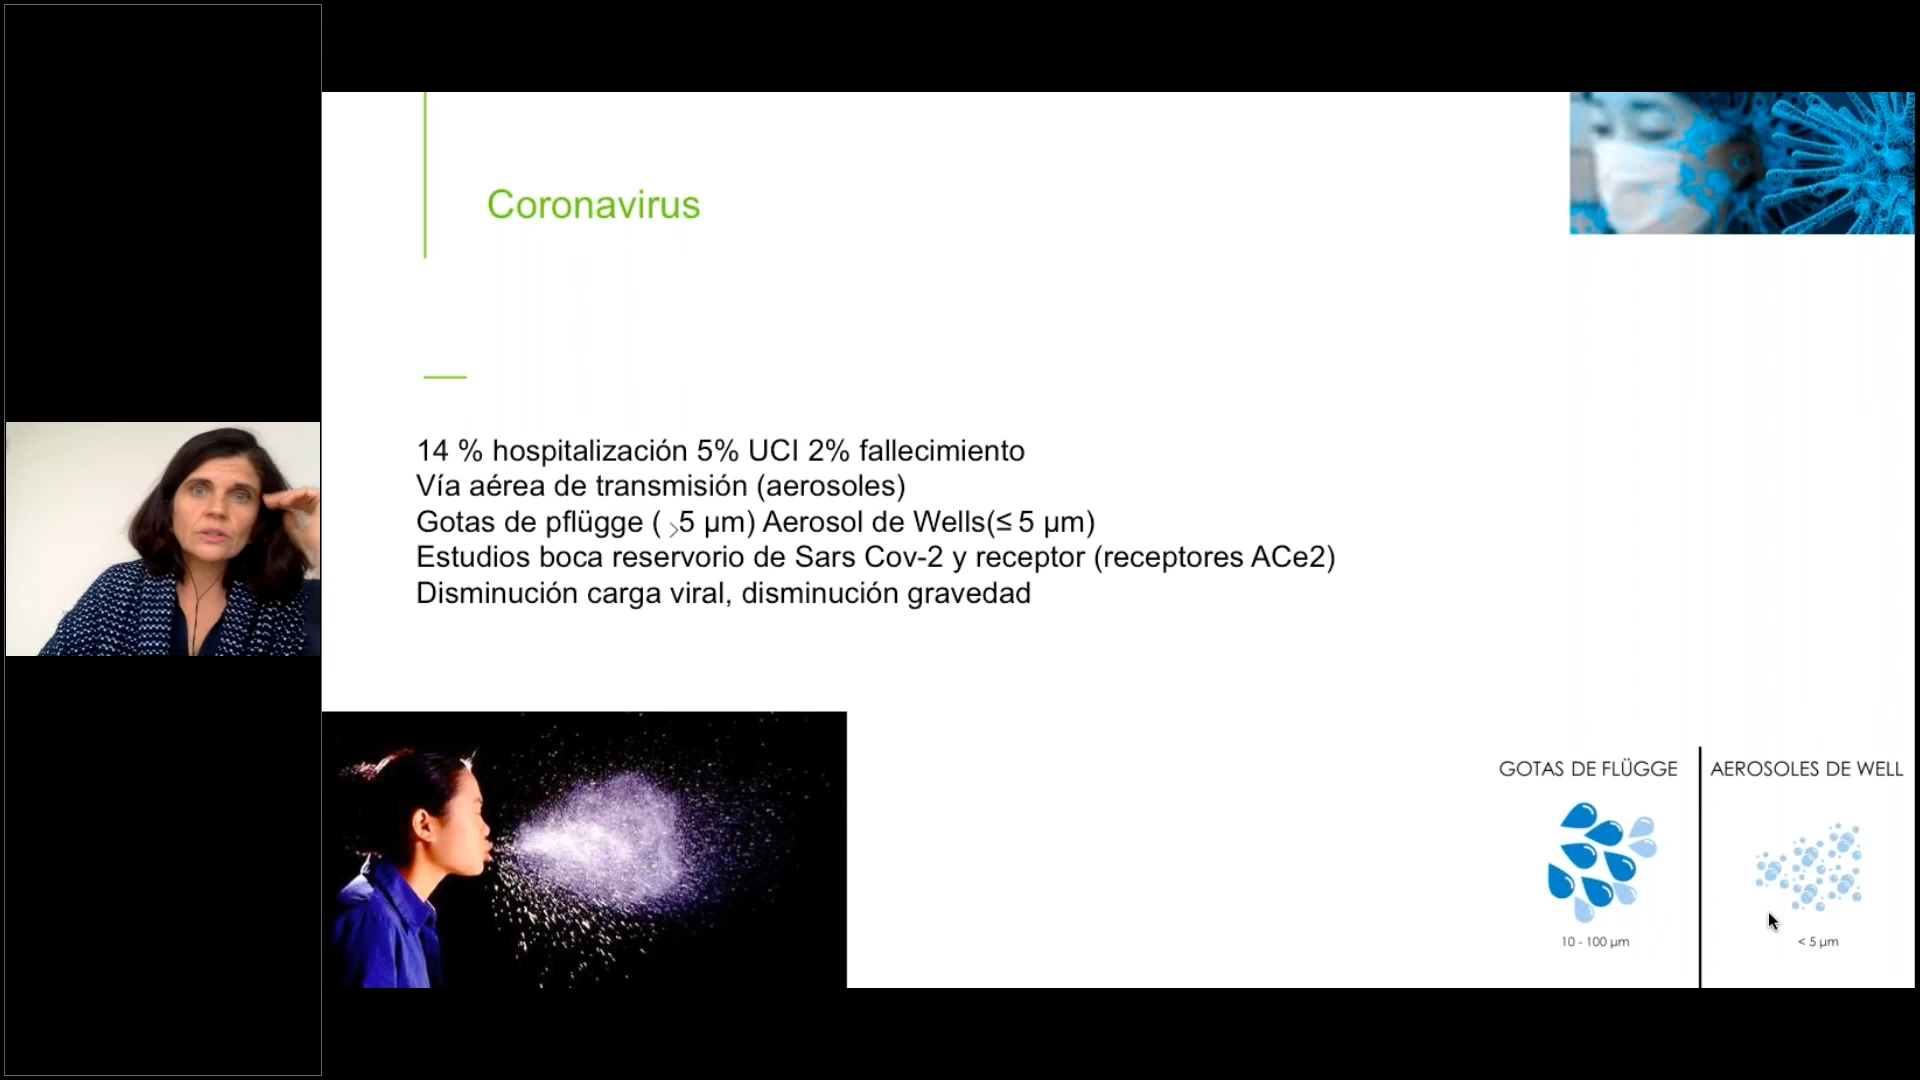 Coronavirus
14 % hospitalización 5% UCI 2% fallecimiento
Vía aérea de transmisión (aerosoles)
Gotas de pflügge ( >5 µm) Aerosol de Wells(≤ 5 µm)
Estudios boca reservorio de Sars Cov-2 y receptor (receptores ACe2)
Disminución carga viral, disminución gravedad
GOTAS DE FLÜGGE
10 - 100 µm
AEROSOLES DE WELL
< 5 µm